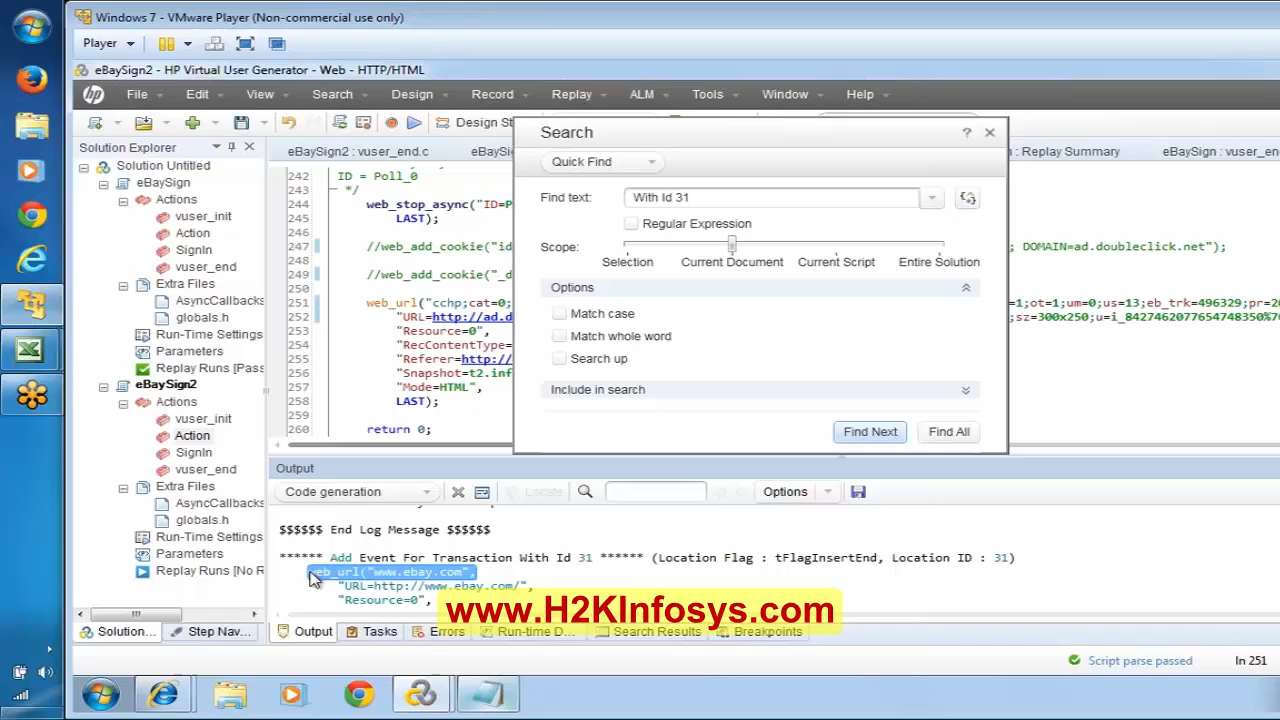 Windows 7 - VMware Player (Non-commercial use only)
Player
eBaySign2 - HP Virtual User Generator - Web - HTTP/HTML
File Edit View Search Design Record Replay ALM Tools Window Help
Design St
Solution Explorer
Solution Untitled
eBaySign
Actions
vuser_init
Action
SignIn
vuser_end
Extra Files
AsyncCallbacks
globals.h
Run-Time Settings
Parameters
Replay Runs [Pass
eBaySign2
Actions
vuser_init
Action
SignIn
vuser_end
Extra Files
AsyncCallbacks
globals.h
Run-Time Settings
Parameters
Replay Runs [No R
Solution... Step Nav...
eBaySign2 : vuser_end.c eBaySi : Replay Summary eBaySign : vuser_en
242 ID = Poll_0
243 */
244 web_stop_async("ID=P
245 LAST);
246
247 //web_add_cookie("id ; DOMAIN=ad.doubleclick.net");
248
249 //web_add_cookie("_d
250
251 web_url("cchp;cat=0; =1;ot=1;um=0;us=13;eb_trk=496329;pr=20
252 "URL=http://ad.d ;sz=300x250;u=i_8427462077654748350%7
253 "Resource=0",
254 "RecContentType=
255 "Referer=http://
256 "Snapshot=t2.inf
257 "Mode=HTML",
258 LAST);
259
260 return 0;
Search
Quick Find
Find text: With Id 31
Regular Expression
Scope:
Selection Current Document Current Script Entire Solution
Options
Match case
Match whole word
Search up
Include in search
Find Next Find All
Output
Code generation Locate Options
$$$$$$ End Log Message $$$$$$
****** Add Event For Transaction With Id 31 ****** (Location Flag : tFlagInsertEnd, Location ID : 31)
web_url("www.ebay.com",
"URL=http://www.ebay.com/",
"Resource=0",
www.H2KInfosys.com
Output Tasks Errors Run-time D... Search Results Breakpoints
Script parse passed ln 251